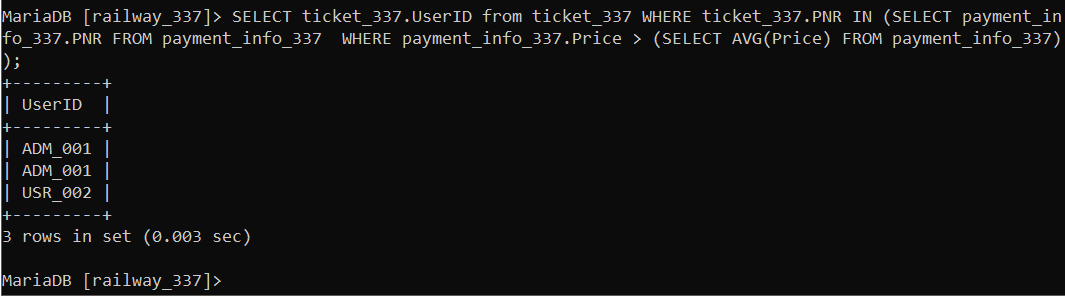 MariaDB [railway_337]> SELECT ticket_337.UserID from ticket_337 WHERE ticket_337.PNR IN (SELECT payment_in
fo_337.PNR FROM payment_info_337  WHERE payment_info_337.Price > (SELECT AVG(Price) FROM payment_info_337)
);
+---------+
| UserID  |
+---------+
| ADM_001 |
| ADM_001 |
| USR_002 |
+---------+
3 rows in set (0.003 sec)

MariaDB [railway_337]>